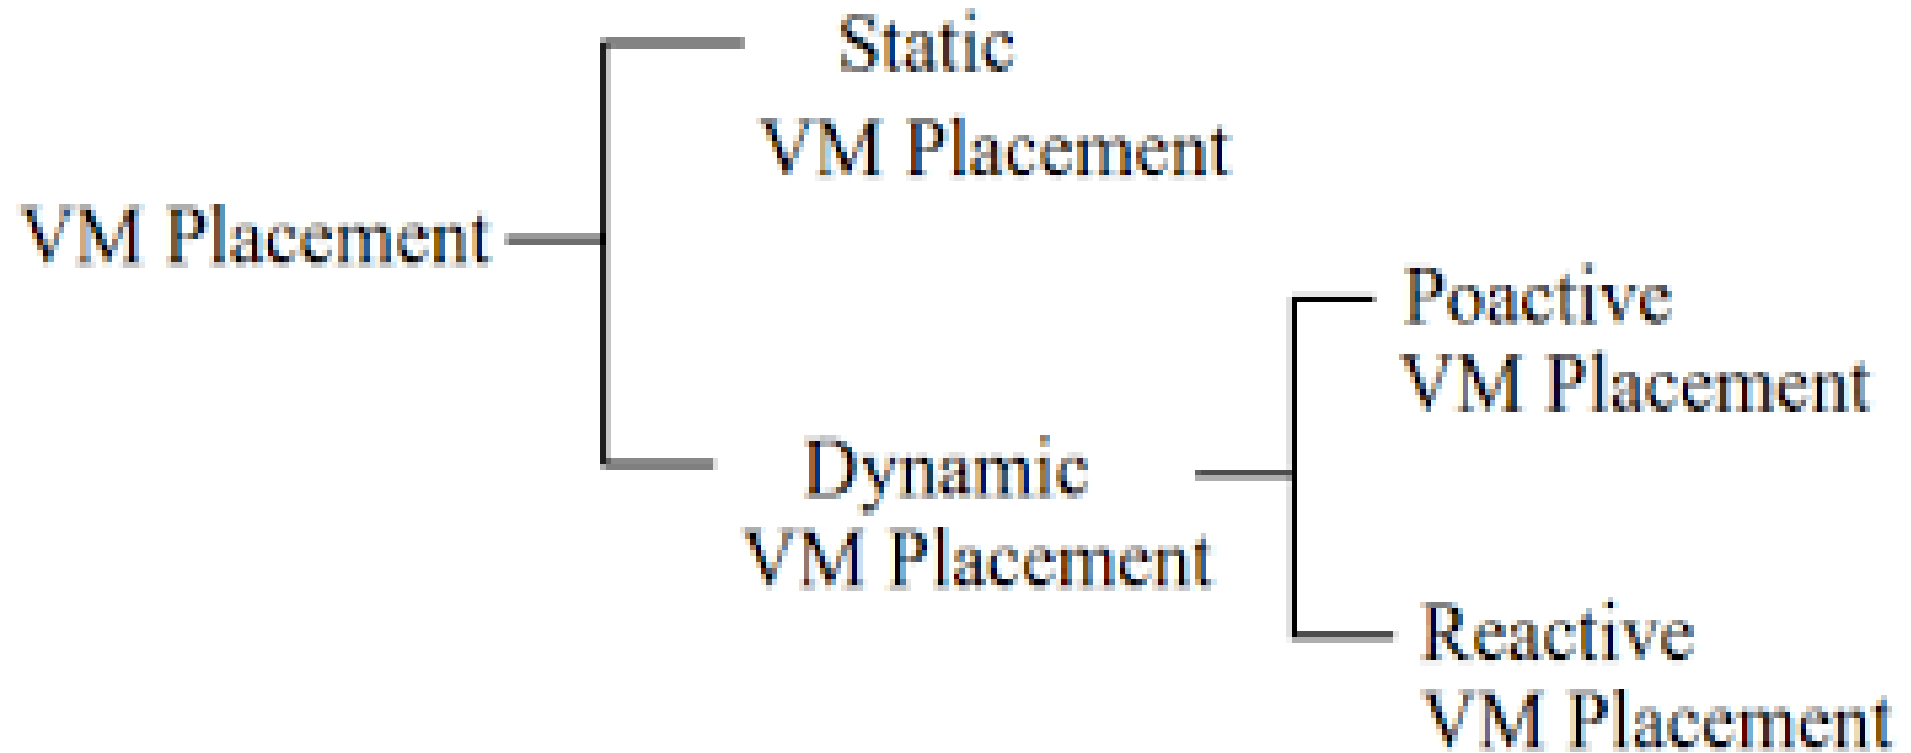 Static
VM Placement
VM Placement
Poactive
VM Placement
Dynamic
VM Placement
Reactive
VM Placement